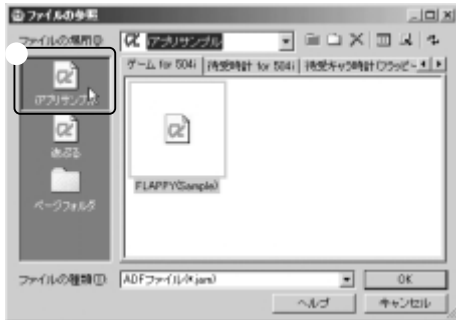 ファイルの参照
ファイルの場所(I)
アプリサンプル
ゲーム for 504i
待受時計 for 504i
待受キャラ時計(フラッピー
iアプリサンプル
ページフォルダ
FLAPPY(Sample)
ファイルの種類(T)
ADFファイル(*.jam)
OK
ヘルプ
キャンセル